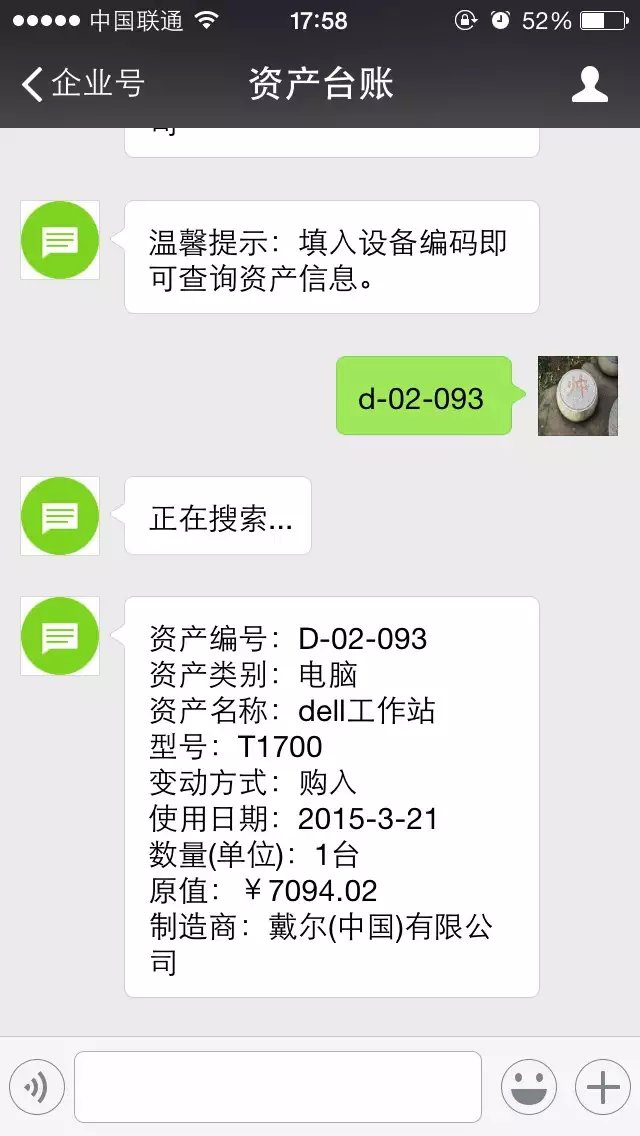 中国联通
17:58
52%
企业号
资产台账
司
温馨提示：填入设备编码即
可查询资产信息。
d-02-093
帅
正在搜索...
资产编号：D-02-093
资产类别：电脑
资产名称：dell工作站
型号：T1700
变动方式：购入
使用日期：2015-3-21
数量(单位)：1台
原值：￥7094.02
制造商：戴尔(中国)有限公
司